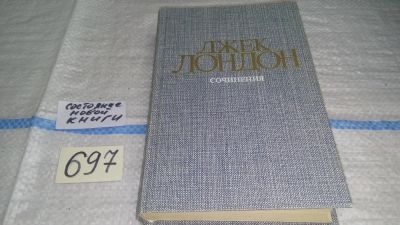 ДЖЕК
ЛОНДОН
СОЧИНЕНИЯ
состояние
новой
книги
697